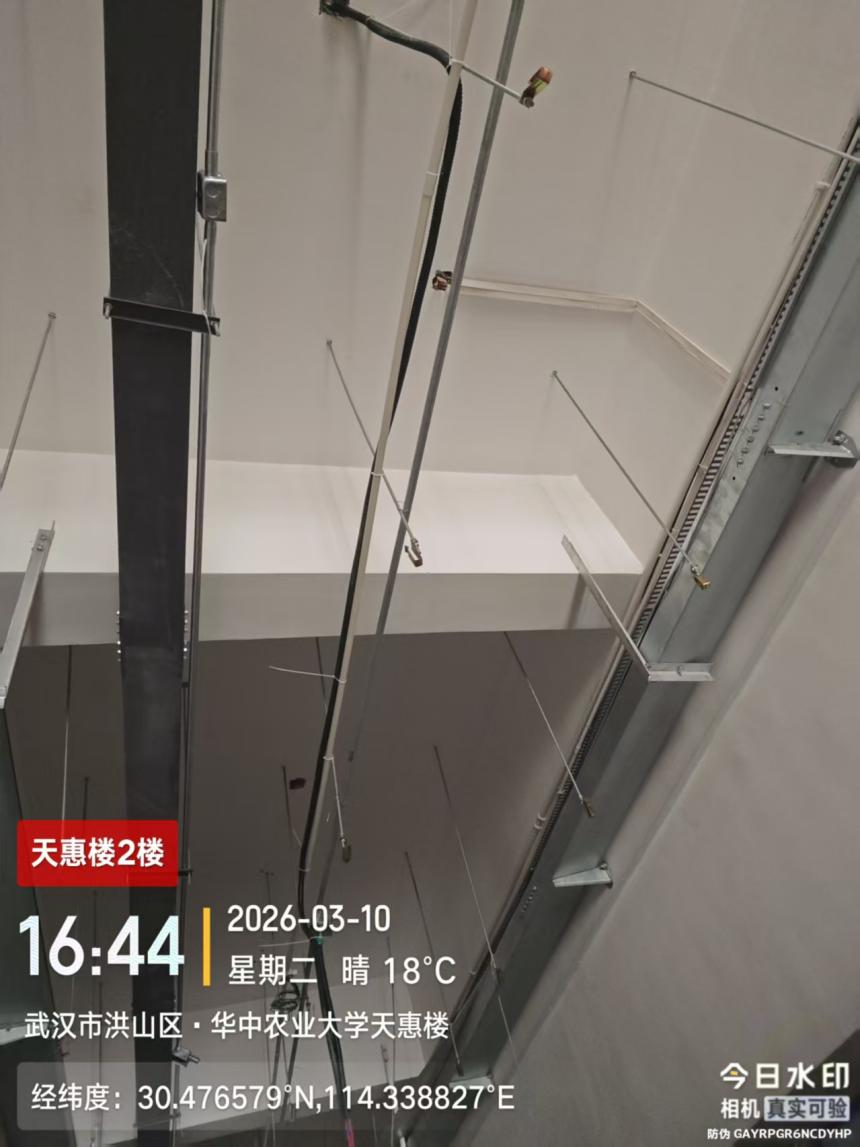 天惠楼2楼
16:44
2026-03-10
星期二 晴 18°C
武汉市洪山区·华中农业大学天惠楼
经纬度：30.476579°N,114.338827°E
今日水印
相机 真实可验
防伪 GAYRPGR6NCDYHP